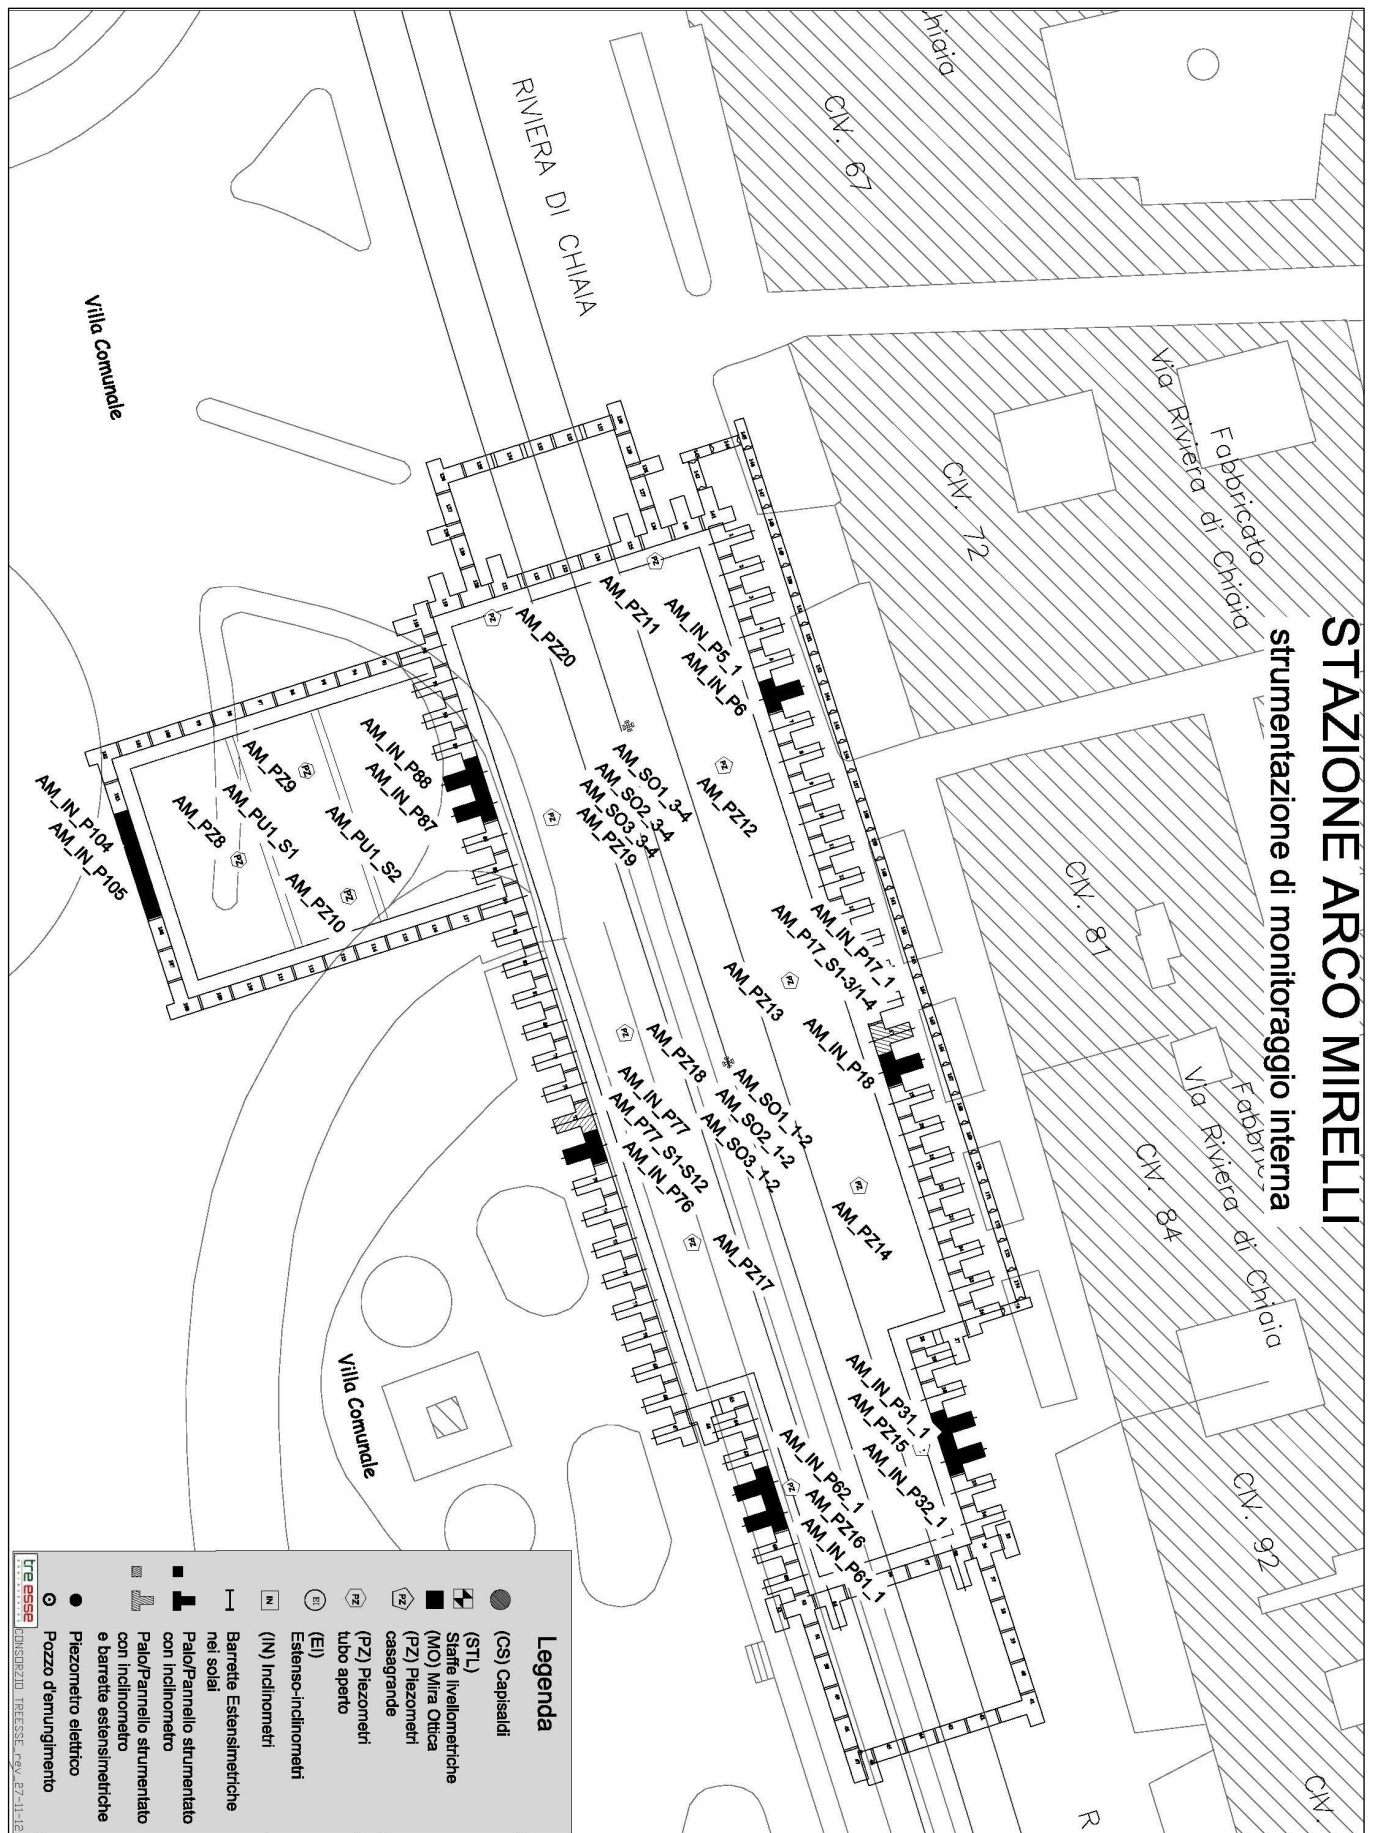 STAZIONE ARCO MIRELLI
strumentazione di monitoraggio interna
Fabbricato
Via Riviera di Chiaia
Via Riviera di Chiaia
CIV. 67
CIV. 72
CIV. 81
CIV. 84
CIV. 92
CIV.
hiaia
RIVIERA DI CHIAIA
R
Villa Comunale
Villa Comunale
AM_IN_P5_1
AM_IN_P6
AM_PZ11
AM_PZ20
AM_PZ12
AM_SO1_3-4
AM_SO2_3-4
AM_SO3_3-4
AM_PZ19
AM_IN_P17_1
AM_P17_S1-3/1-4
AM_PZ13
AM_IN_P18
AM_PZ18
AM_SO1_1-2
AM_SO2_1-2
AM_SO3_1-2
AM_IN_P77
AM_P77_S1-S12
AM_IN_P76
AM_PZ14
AM_PZ17
AM_IN_P31_1
AM_PZ15
AM_IN_P32_1
AM_IN_P62_1
AM_PZ16
AM_IN_P61_1
AM_IN_P88
AM_IN_P87
AM_PZ9
AM_PU1_S1
AM_PU1_S2
AM_PZ8
AM_PZ10
AM_IN_P104
AM_IN_P105
Legenda
(CS) Capisaldi
(STL)
Staffe livellometriche
(MO) Mira Ottica
(PZ) Piezometri
casagrande
(PZ) Piezometri
tubo aperto
(EI)
Estenso-inclinometri
(IN) Inclinometri
Barrette Estensimetriche
nei solai
Palo/Pannello strumentato
con inclinometro
Palo/Pannello strumentato
con inclinometro
e barrette estensimetriche
Piezometro elettrico
Pozzo d'emungimento
tre esse
CONSORZIO TREESSE_rev_27-11-12